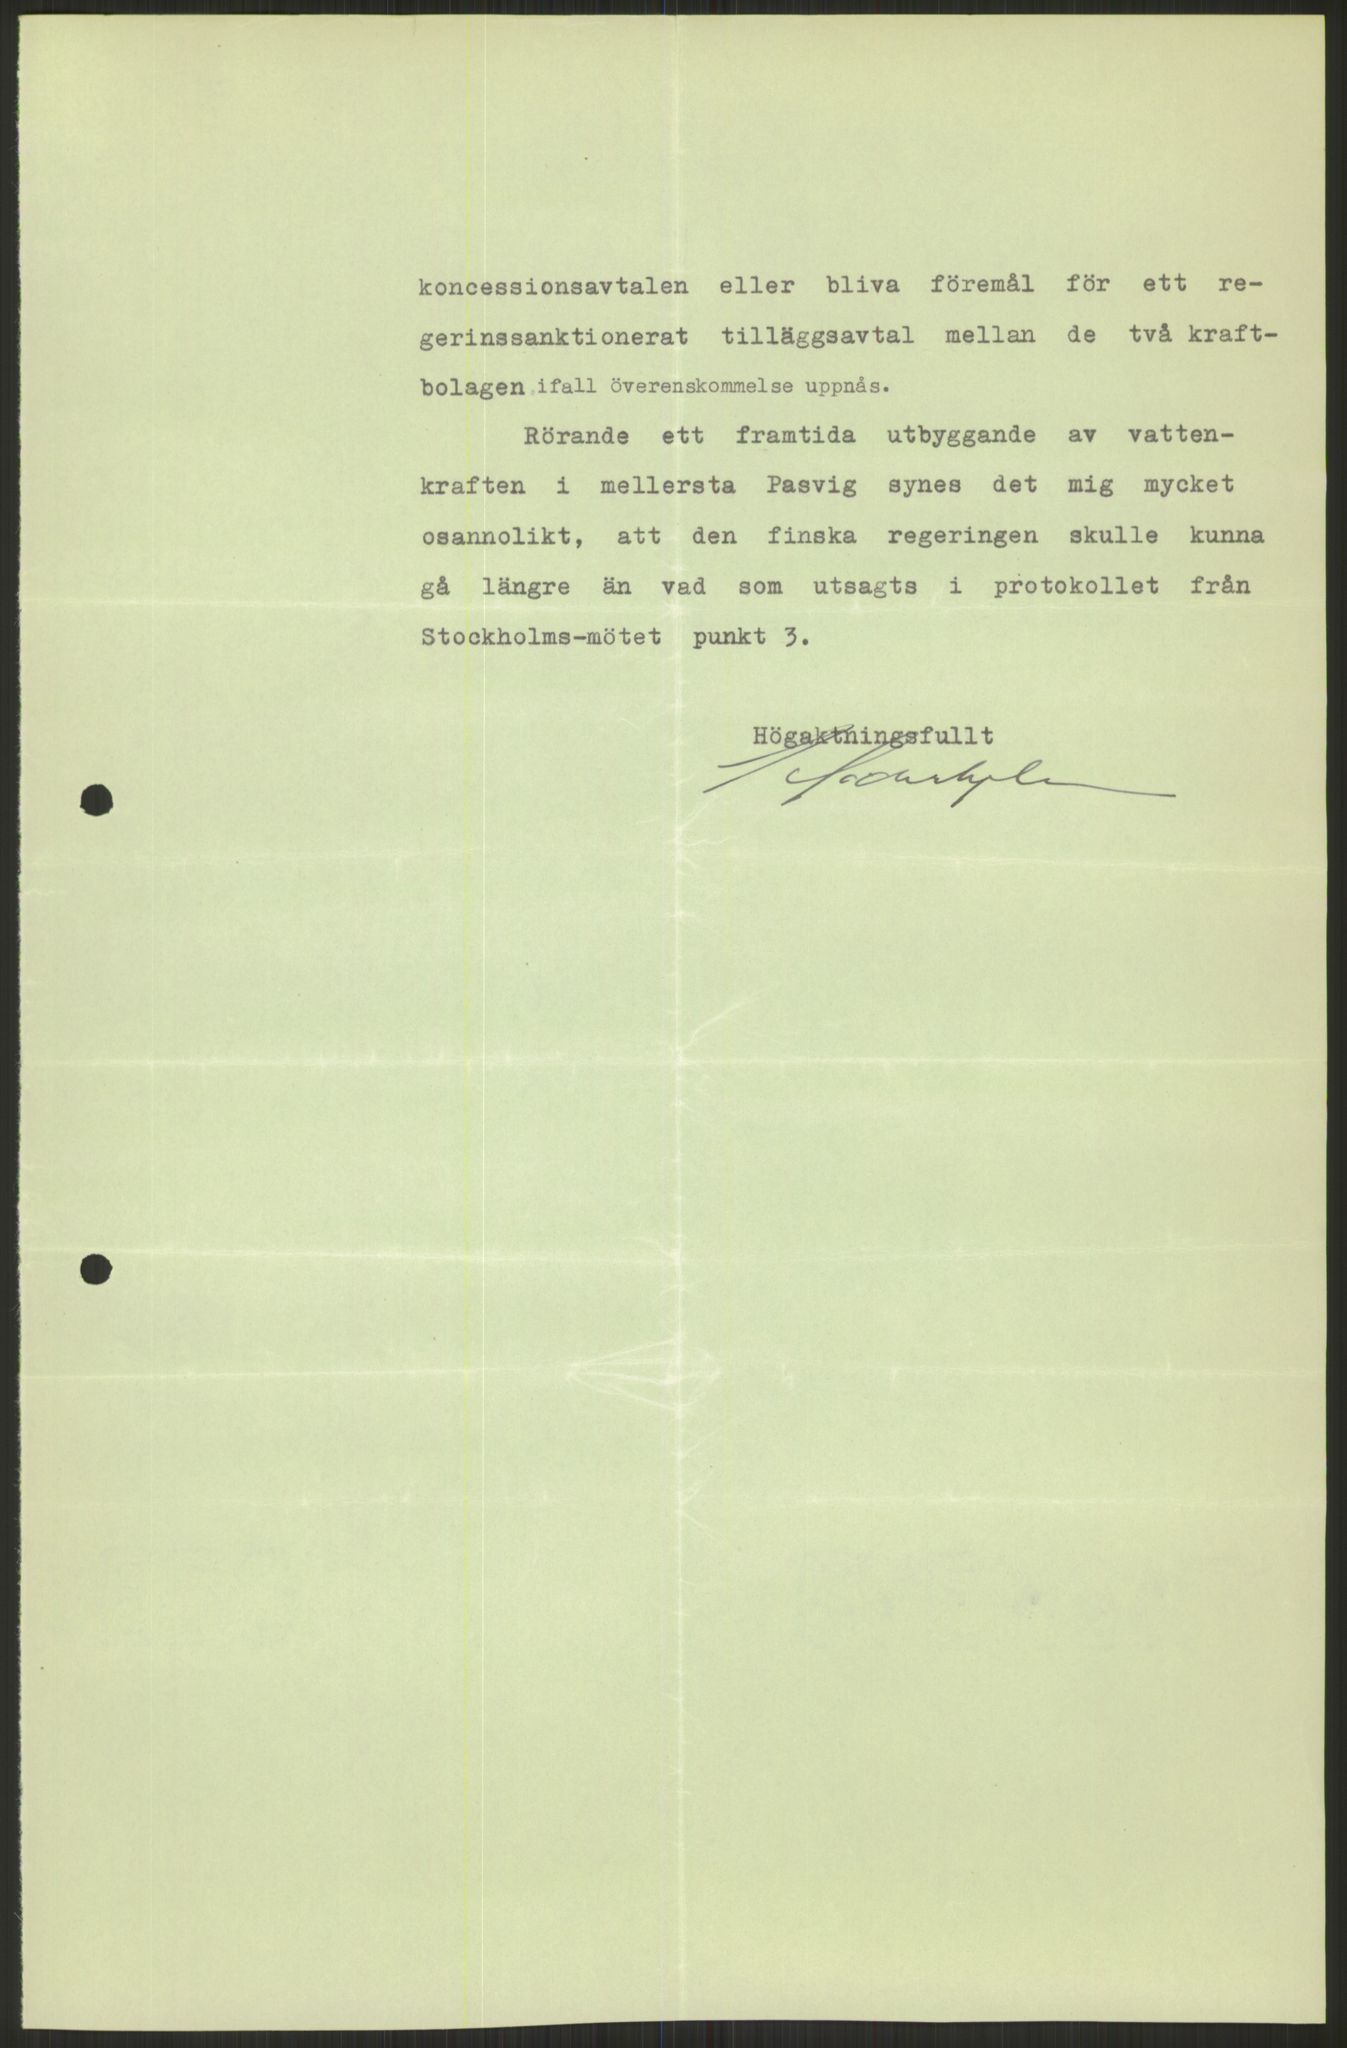 koncessionsavtalen eller bliva föremål för ett re-
gerinssanktionerat tilläggsavtal mellan de två kraft-
bolagen ifall överenskommelse uppnås.
Rörande ett framtida utbyggande av vatten-
kraften i mellersta Pasvig synes det mig mycket
osannolikt, att den finska regeringen skulle kunna
gå längre än vad som utsagts i protokollet från
Stockholms-mötet punkt 3.
Högaktningsfullt